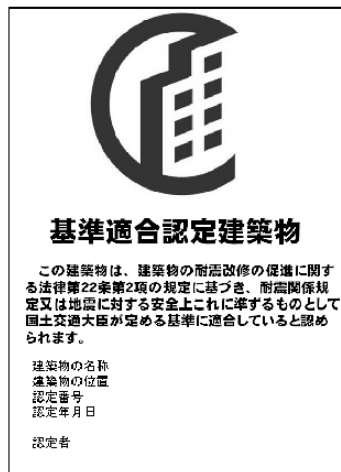 基準適合認定建築物
この建築物は、建築物の耐震改修の促進に関す
る法律第22条第2項の規定に基づき、耐震関係規
定又は地震に対する安全上これに準ずるものとして
国土交通大臣が定める基準に適合していると認め
られます。
建築物の名称
建築物の位置
認定番号
認定年月日
認定者